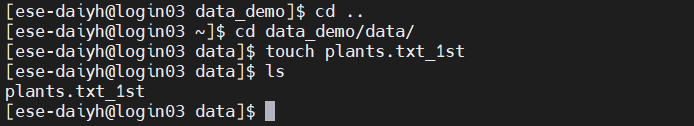 [ese-daiyh@login03 data_demo]$ cd ..
[ese-daiyh@login03 ~]$ cd data_demo/data/
[ese-daiyh@login03 data]$ touch plants.txt_1st
[ese-daiyh@login03 data]$ ls
plants.txt_1st
[ese-daiyh@login03 data]$